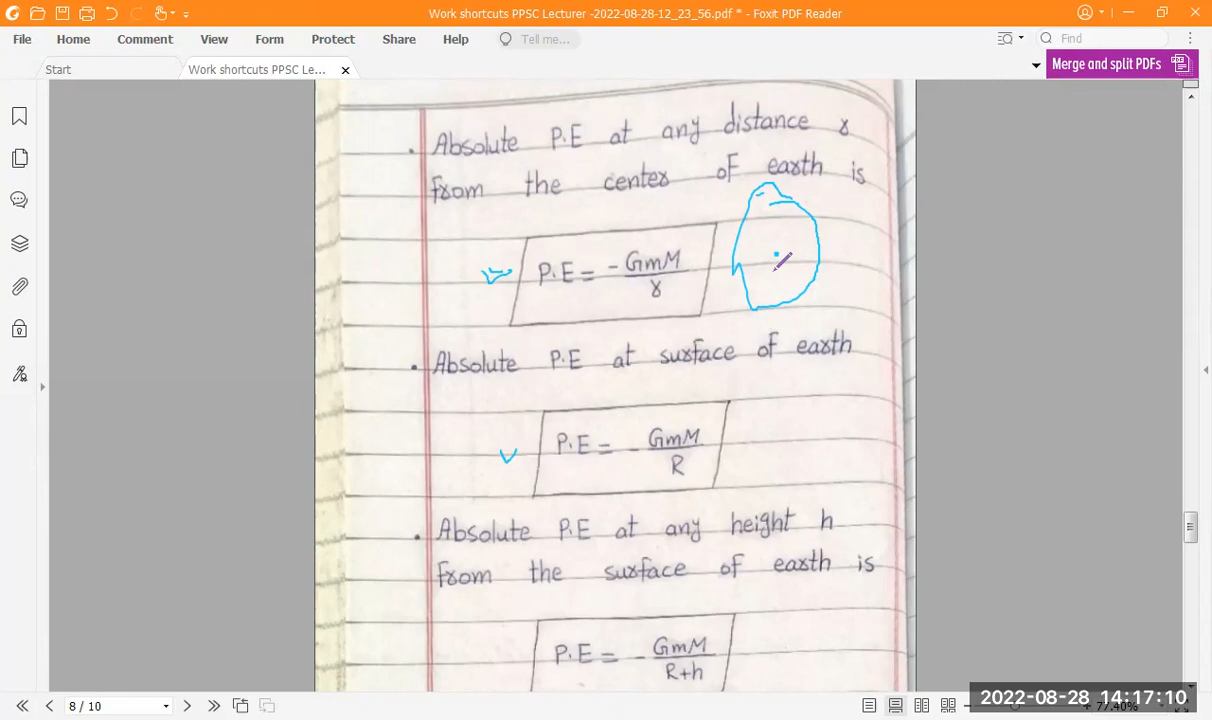 Work shortcuts PPSC Lecturer -2022-08-28-12_23_56.pdf * - Foxit PDF Reader
File Home Comment View Form Protect Share Help Tell me... Find
Start Work shortcuts PPSC Lec... Merge and split PDFs
. Absolute P.E at any distance r
from the center of earth is
P.E = - GmM
r
. Absolute P.E at surface of earth
P.E = - GmM
R
. Absolute P.E at any height h
from the surface of earth is
P.E = - GmM
R+h
8 / 10 2022-08-28 14:17:10
77.40%